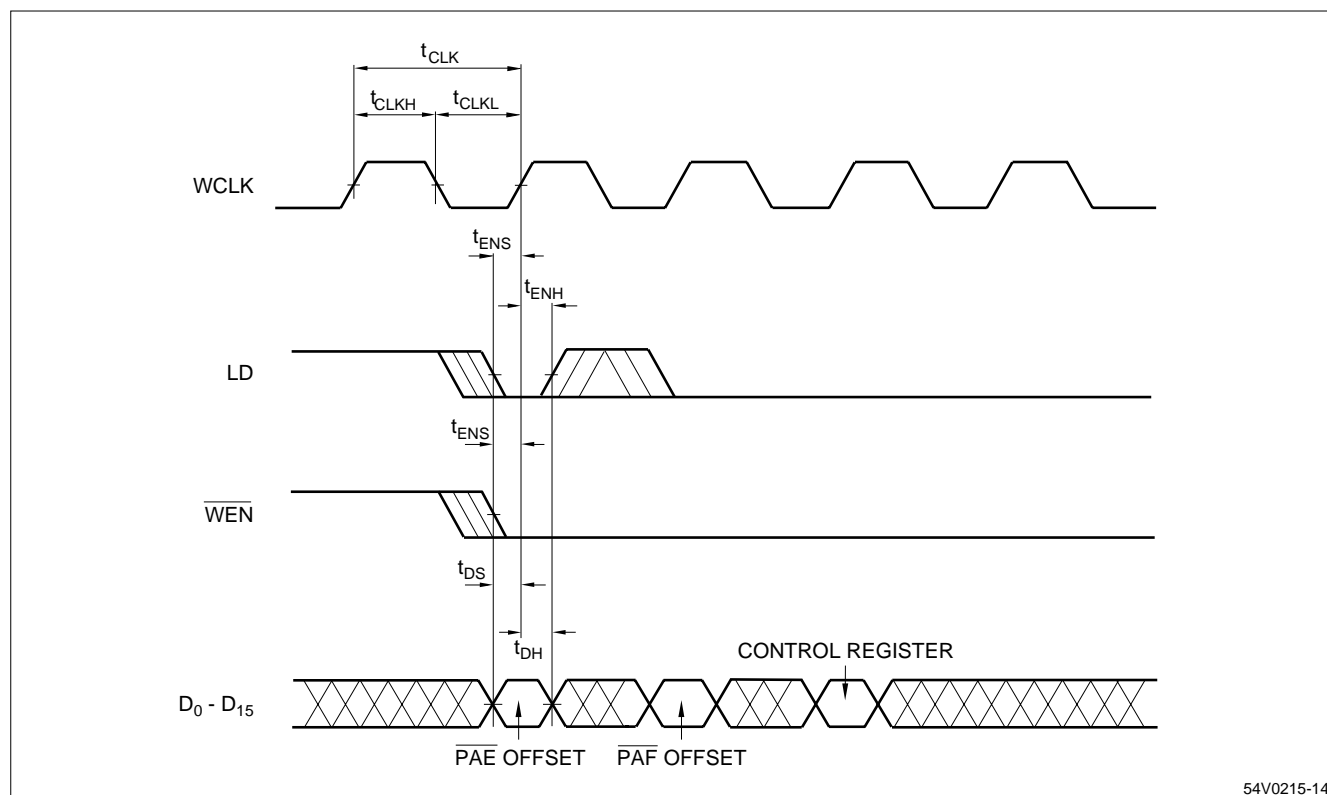 tCLK
tCLKH tCLKL
WCLK
tENS
tENH
LD
tENS
WEN
tDS
tDH
CONTROL REGISTER
D0 - D15
PAE OFFSET PAF OFFSET
54V0215-14